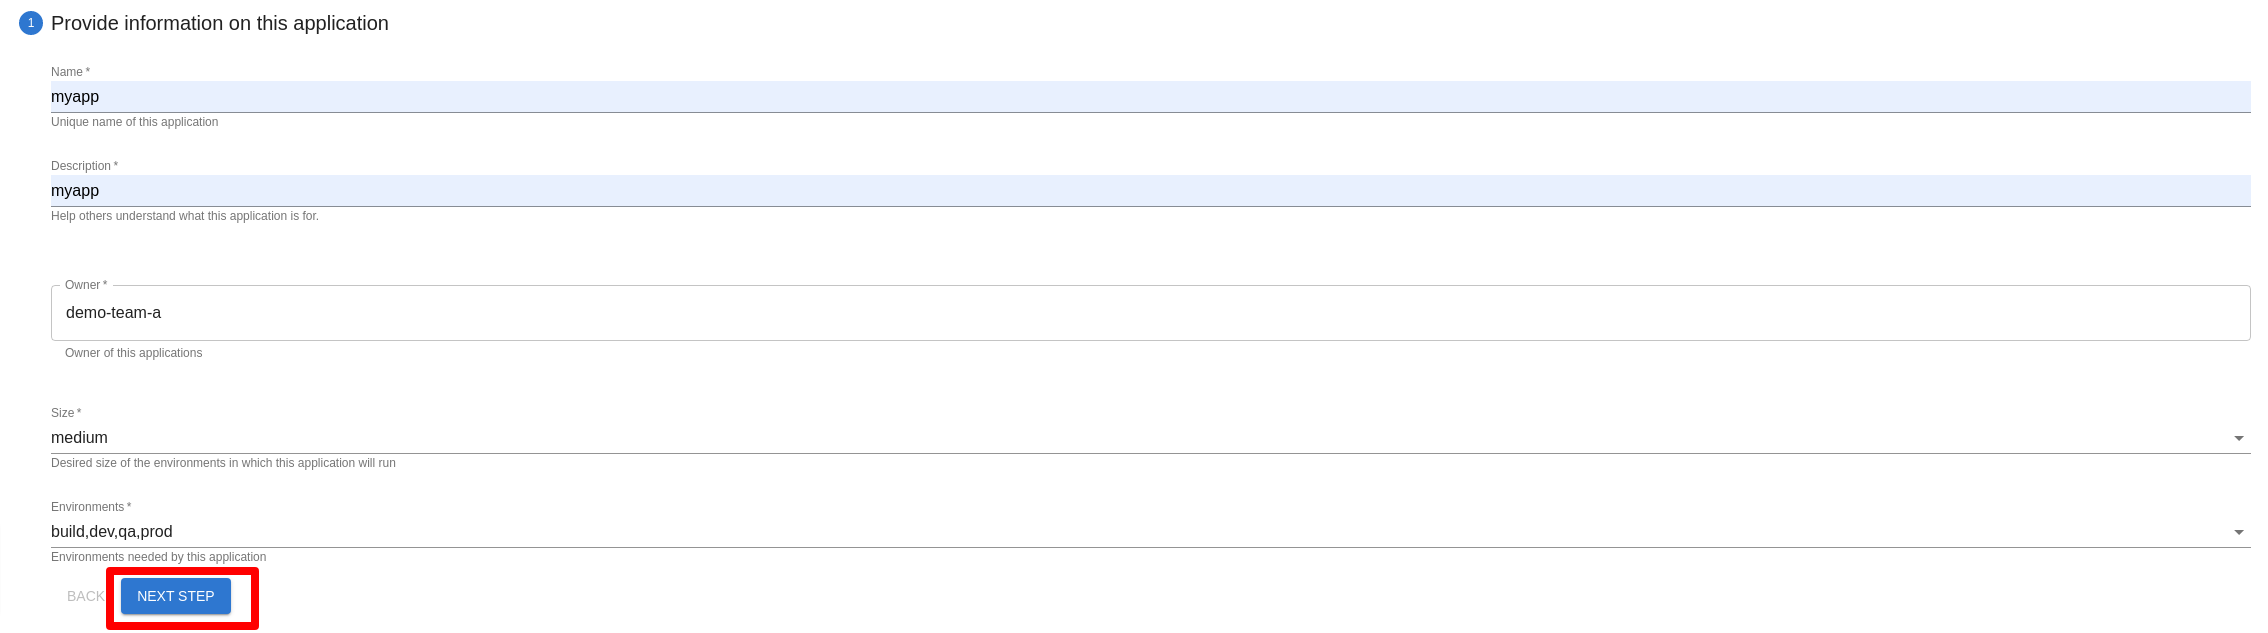 1 Provide information on this application
Name *
myapp
Unique name of this application
Description *
myapp
Help others understand what this application is for.
Owner *
demo-team-a
Owner of this applications
Size *
medium
Desired size of the environments in which this application will run
Environments *
build,dev,qa,prod
Environments needed by this application
BACK NEXT STEP